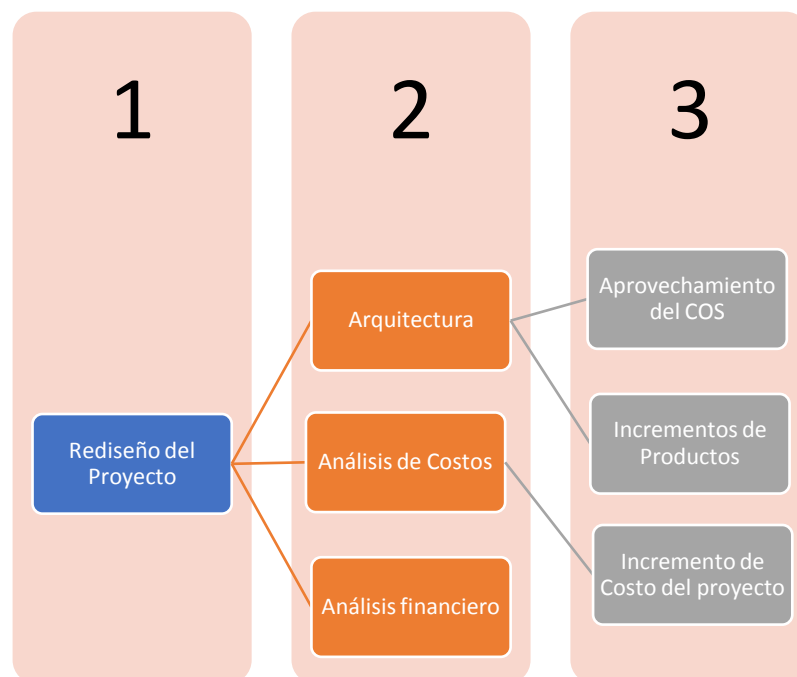 1
2
3
Rediseño del
Proyecto
Arquitectura
Análisis de Costos
Análisis financiero
Aprovechamiento
del COS
Incrementos de
Productos
Incremento de
Costo del proyecto